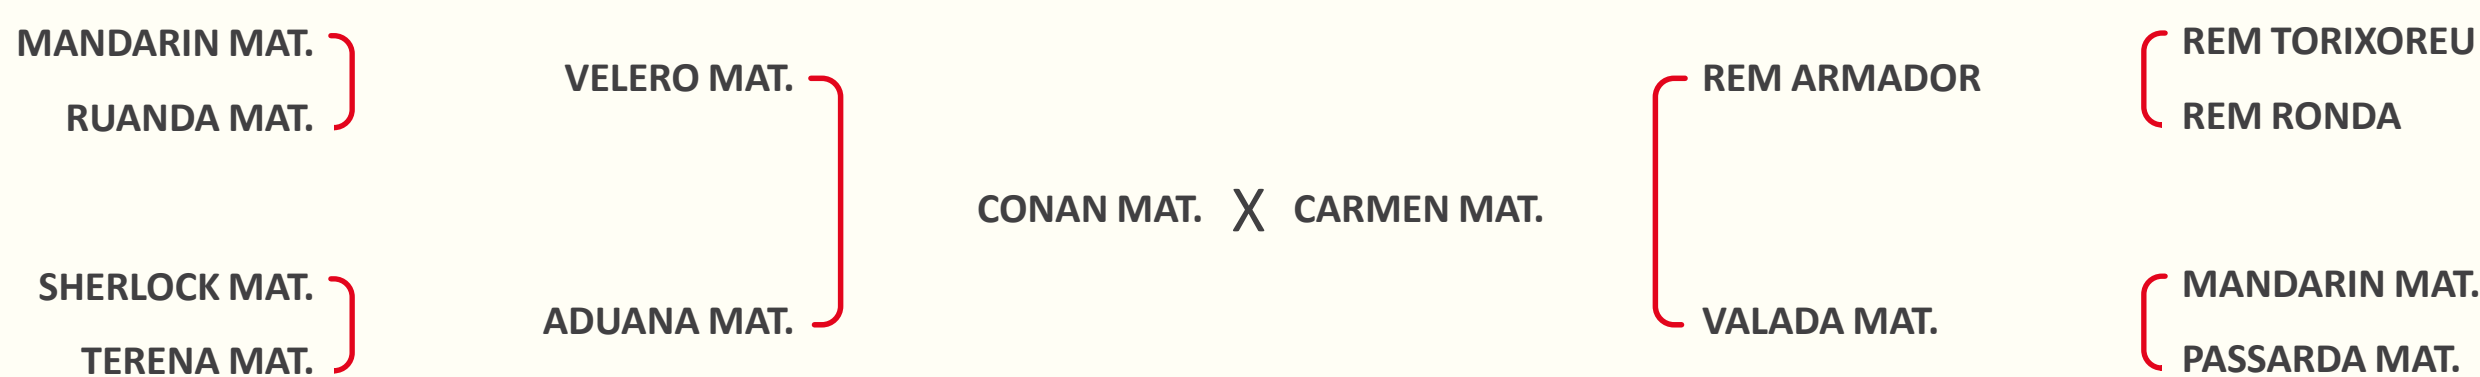 MANDARIN MAT.
RUANDA MAT.
VELERO MAT.
SHERLOCK MAT.
TERENA MAT.
ADUANA MAT.
CONAN MAT. X CARMEN MAT.
REM ARMADOR
REM TORIXOREU
REM RONDA
VALADA MAT.
MANDARIN MAT.
PASSARDA MAT.